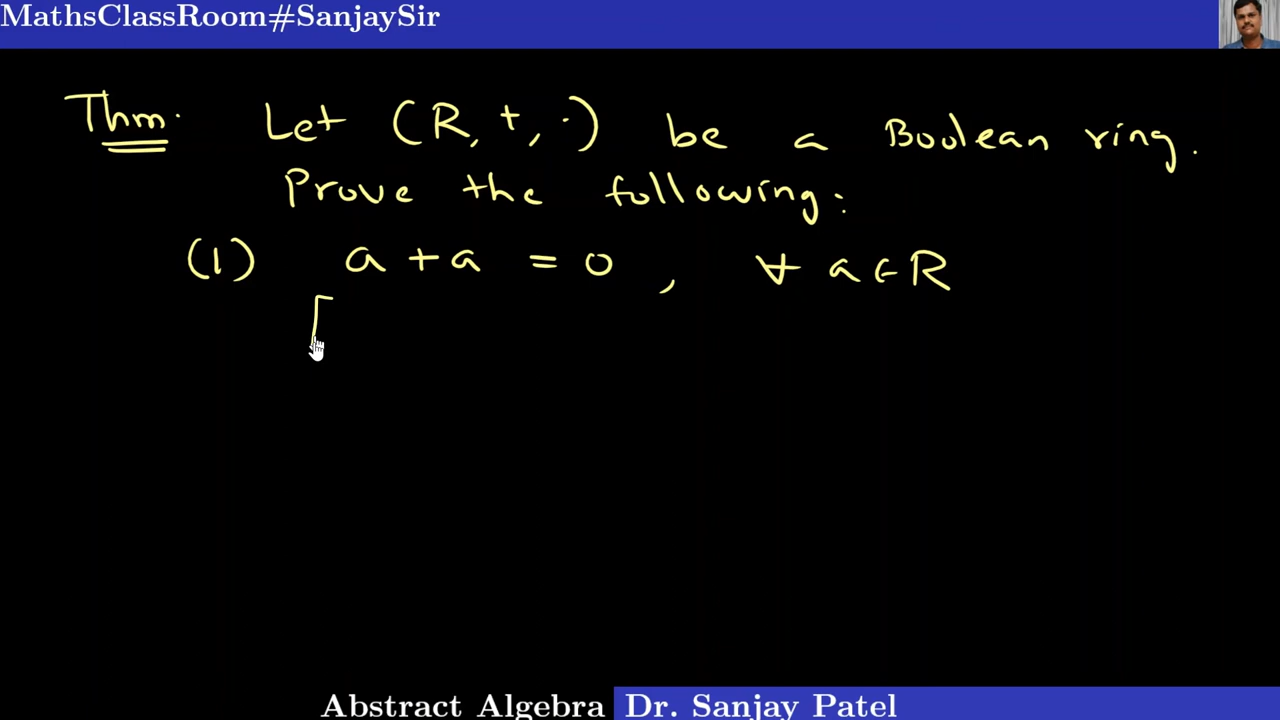 MathsClassRoom#SanjaySir
Thm. Let (R, +, ·) be a Boolean ring.
Prove the following:
(1) a + a = 0, ∀ a ∈ R
[
Abstract Algebra Dr. Sanjay Patel